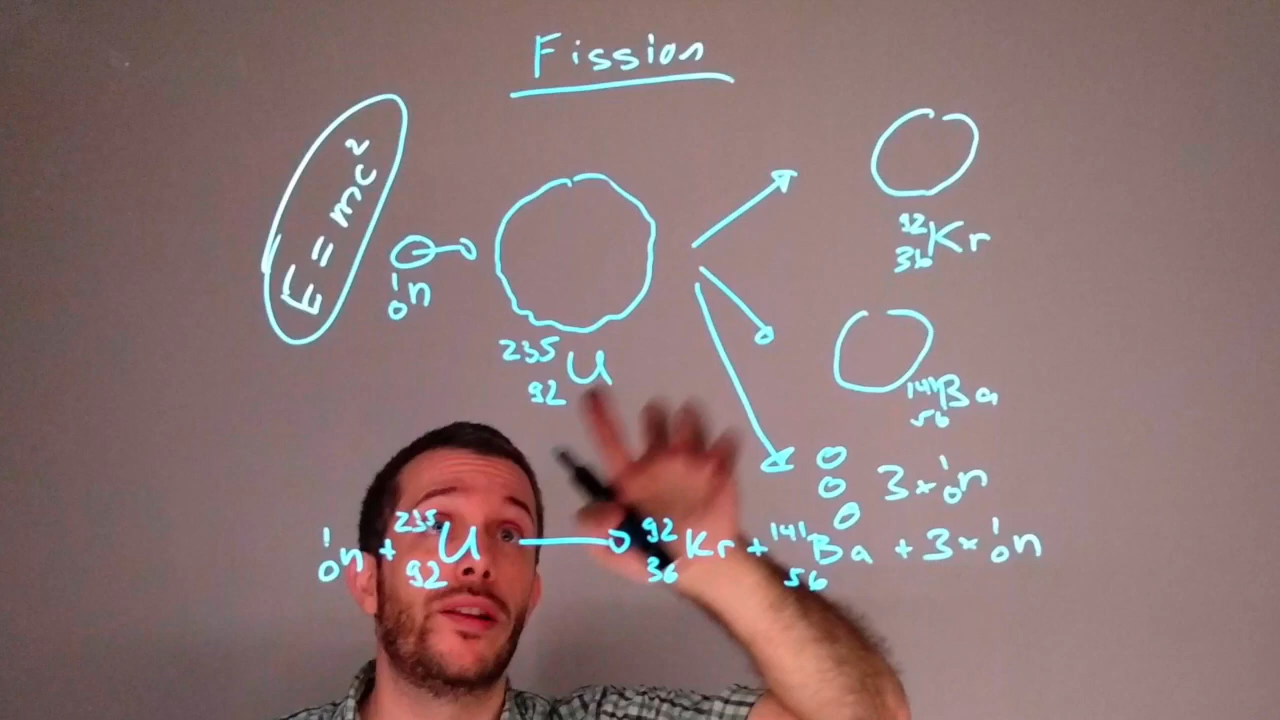 Fission
E = mc²
¹₀n
²³⁵₉₂U
⁹²₃₆Kr
¹⁴¹₅₆Ba
3 × ¹₀n
¹₀n + ²³⁵₉₂U → ⁹²₃₆Kr + ¹⁴¹₅₆Ba + 3 × ¹₀n